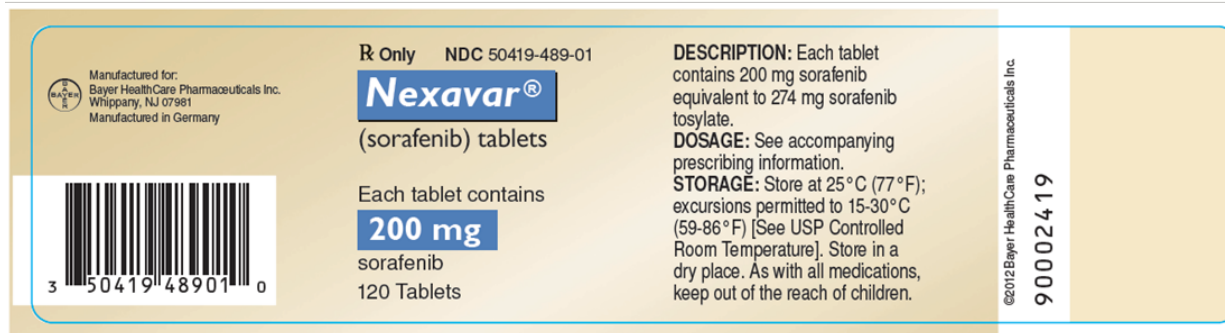 BAYER
BAYER
Manufactured for:
Bayer HealthCare Pharmaceuticals Inc.
Whippany, NJ 07981
Manufactured in Germany
3 50419 48901 0
℞ Only NDC 50419-489-01
Nexavar®
(sorafenib) tablets
Each tablet contains
200 mg
sorafenib
120 Tablets
DESCRIPTION: Each tablet
contains 200 mg sorafenib
equivalent to 274 mg sorafenib
tosylate.
DOSAGE: See accompanying
prescribing information.
STORAGE: Store at 25°C (77°F);
excursions permitted to 15-30°C
(59-86°F) [See USP Controlled
Room Temperature]. Store in a
dry place. As with all medications,
keep out of the reach of children.
©2012 Bayer HealthCare Pharmaceuticals Inc.
90002419